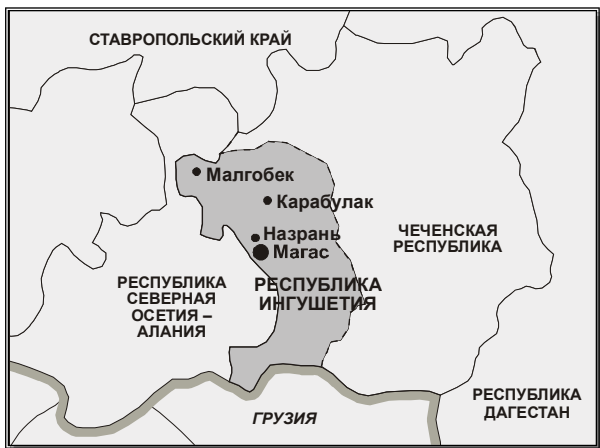 СТАВРОПОЛЬСКИЙ КРАЙ
Малгобек
Карабулак
Назрань
Магас
ЧЕЧЕНСКАЯ
РЕСПУБЛИКА
РЕСПУБЛИКА
СЕВЕРНАЯ
ОСЕТИЯ –
АЛАНИЯ
РЕСПУБЛИКА
ИНГУШЕТИЯ
РЕСПУБЛИКА
ДАГЕСТАН
ГРУЗИЯ